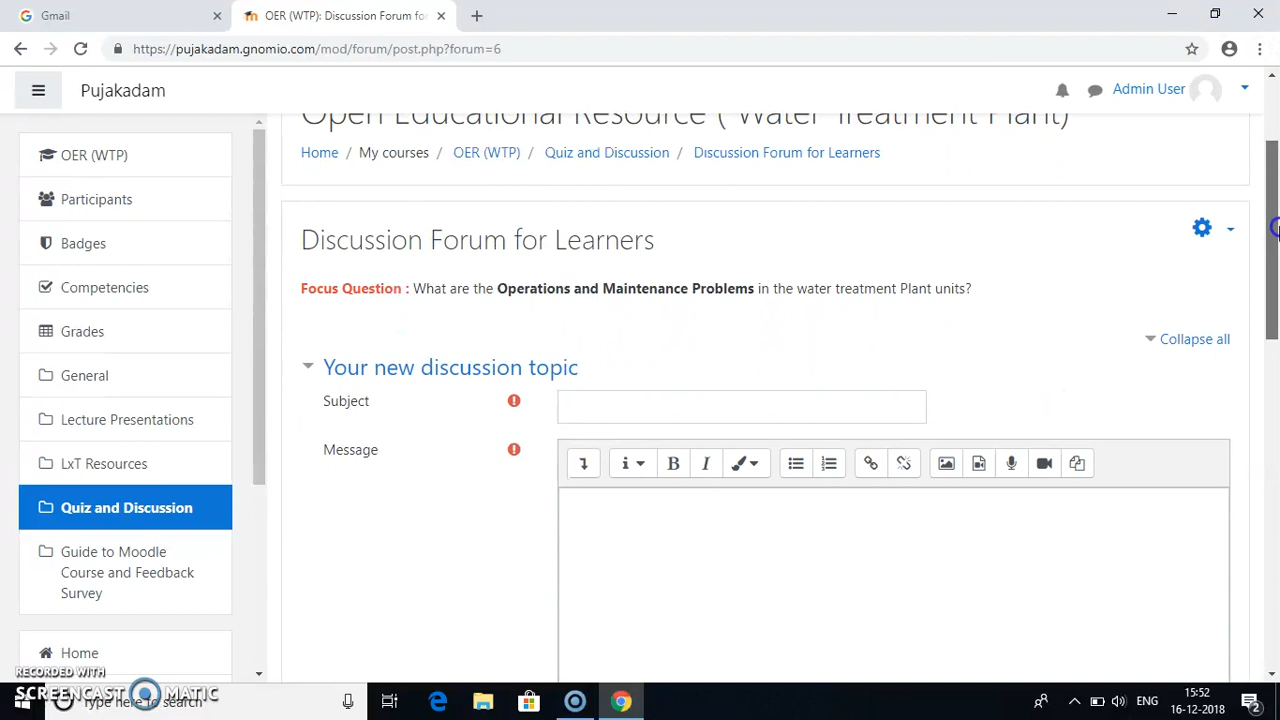 Gmail
OER (WTP): Discussion Forum for
https://pujakadam.gnomio.com/mod/forum/post.php?forum=6
Pujakadam
Admin User
Open Educational Resource ( Water Treatment Plant)
Home / My courses / OER (WTP) / Quiz and Discussion / Discussion Forum for Learners
OER (WTP)
Participants
Badges
Competencies
Grades
General
Lecture Presentations
LxT Resources
Quiz and Discussion
Guide to Moodle
Course and Feedback
Survey
Home
Discussion Forum for Learners
Focus Question : What are the Operations and Maintenance Problems in the water treatment Plant units?
Collapse all
Your new discussion topic
Subject
Message
B I
RECORDED WITH
SCREENCAST MATIC
Type here to search
ENG
15:52
16-12-2018
2